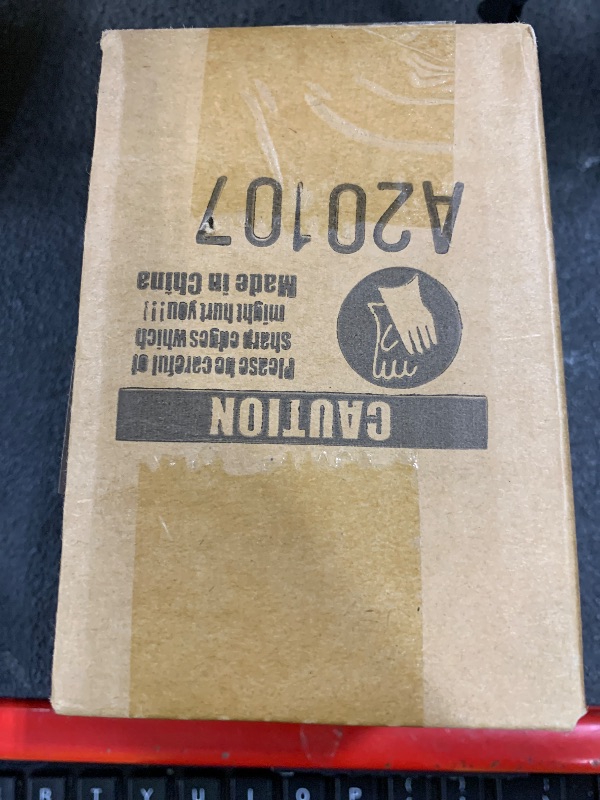 CAUTION
Please be careful of
sharp edges which
might hurt you!!!
Made in China
A20107
R T Y U I O P